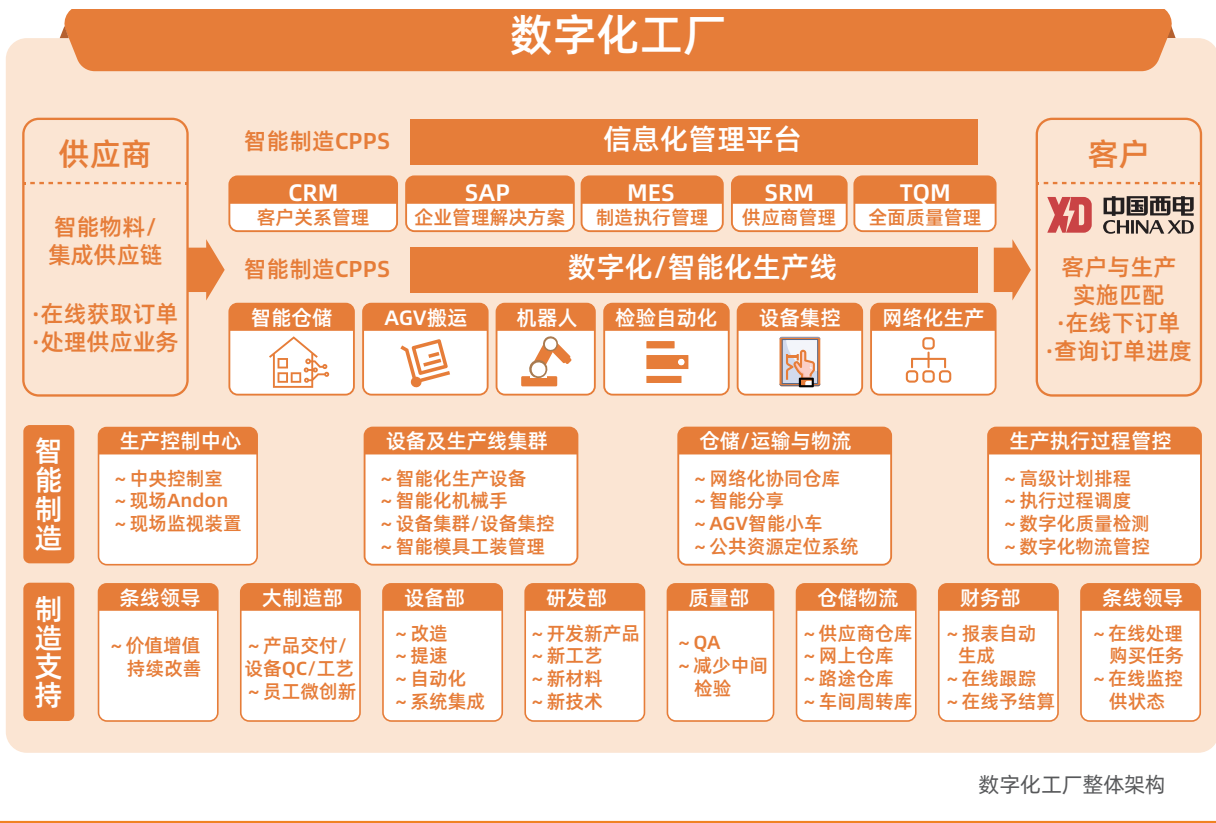 数字化工厂
供应商
智能物料/
集成供应链
·在线获取订单
·处理供应业务
智能制造CPPS
信息化管理平台
CRM
客户关系管理
SAP
企业管理解决方案
MES
制造执行管理
SRM
供应商管理
TQM
全面质量管理
智能制造CPPS
数字化/智能化生产线
智能仓储
AGV搬运
机器人
检验自动化
设备集控
网络化生产
客户
XD
中国西电
CHINA XD
客户与生产
实施匹配
·在线下订单
·查询订单进度
智能制造
生产控制中心
~中央控制室
~现场Andon
~现场监视装置
设备及生产线集群
~智能化生产设备
~智能化机械手
~设备集群/设备集控
~智能模具工装管理
仓储/运输与物流
~网络化协同仓库
~智能分享
~AGV智能小车
~公共资源定位系统
生产执行过程管控
~高级计划排程
~执行过程调度
~数字化质量检测
~数字化物流管控
制造支持
条线领导
~价值增值
持续改善
大制造部
~产品交付/
设备QC/工艺
~员工微创新
设备部
~改造
~提速
~自动化
~系统集成
研发部
~开发新产品
~新工艺
~新材料
~新技术
质量部
~QA
~减少中间
检验
仓储物流
~供应商仓库
~网上仓库
~路途仓库
~车间周转库
财务部
~报表自动
生成
~在线跟踪
~在线予结算
条线领导
~在线处理
购买任务
~在线监控
供状态
数字化工厂整体架构